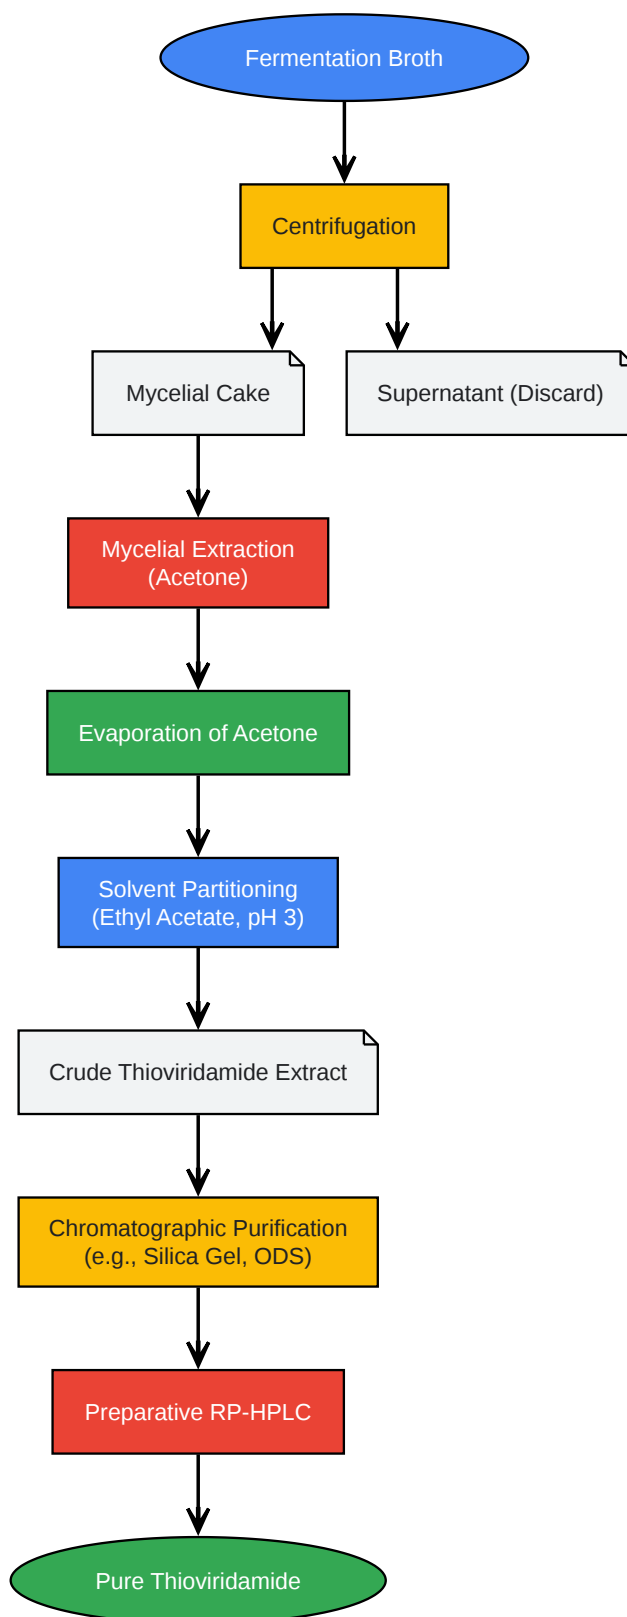 Fermentation Broth
Centrifugation
Mycelial Cake
Supernatant (Discard)
Mycelial Extraction
(Acetone)
Evaporation of Acetone
Solvent Partitioning
(Ethyl Acetate, pH 3)
Crude Thioviridamide Extract
Chromatographic Purification
(e.g., Silica Gel, ODS)
Preparative RP-HPLC
Pure Thioviridamide